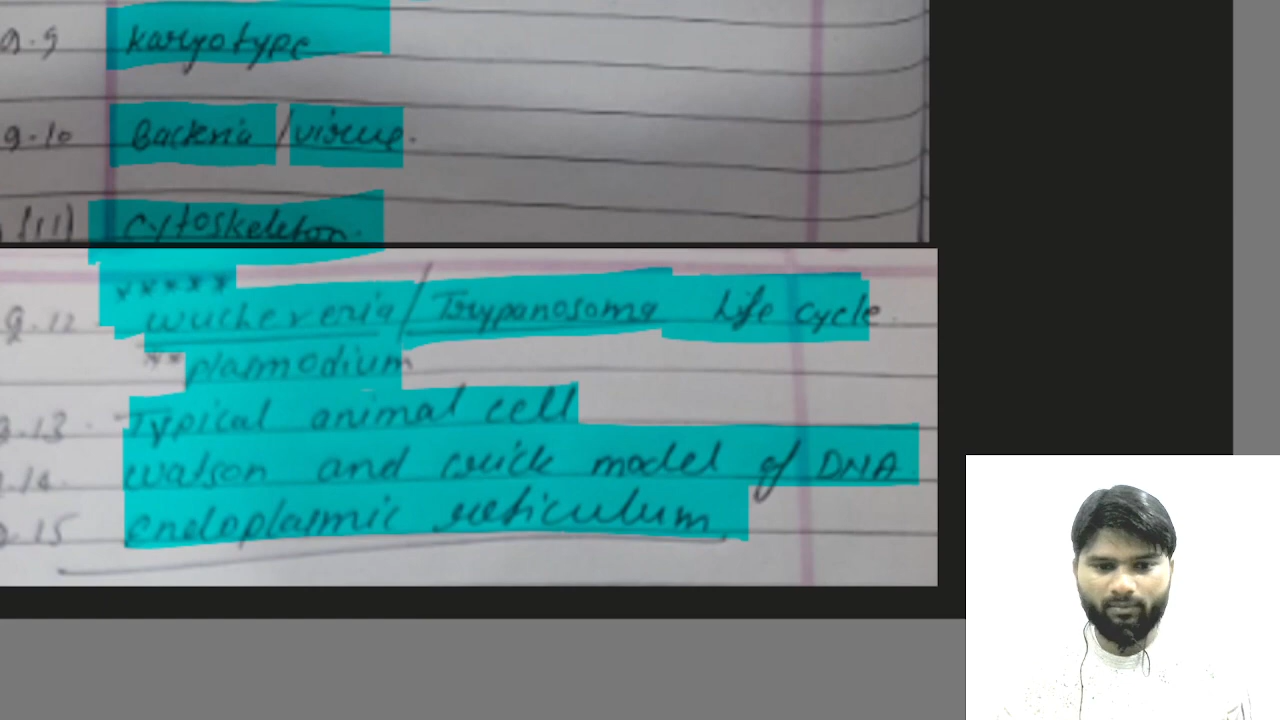 Q.9 Karyotype
Q.10 Bacteria / virus.
(11) Cytoskeleton.
*****
Q.12 Wuchereria / Trypanosoma Life cycle.
** plasmodium
Q.13. Typical animal cell
Q.14. Watson and crick model of DNA
Q.15 endoplasmic reticulum